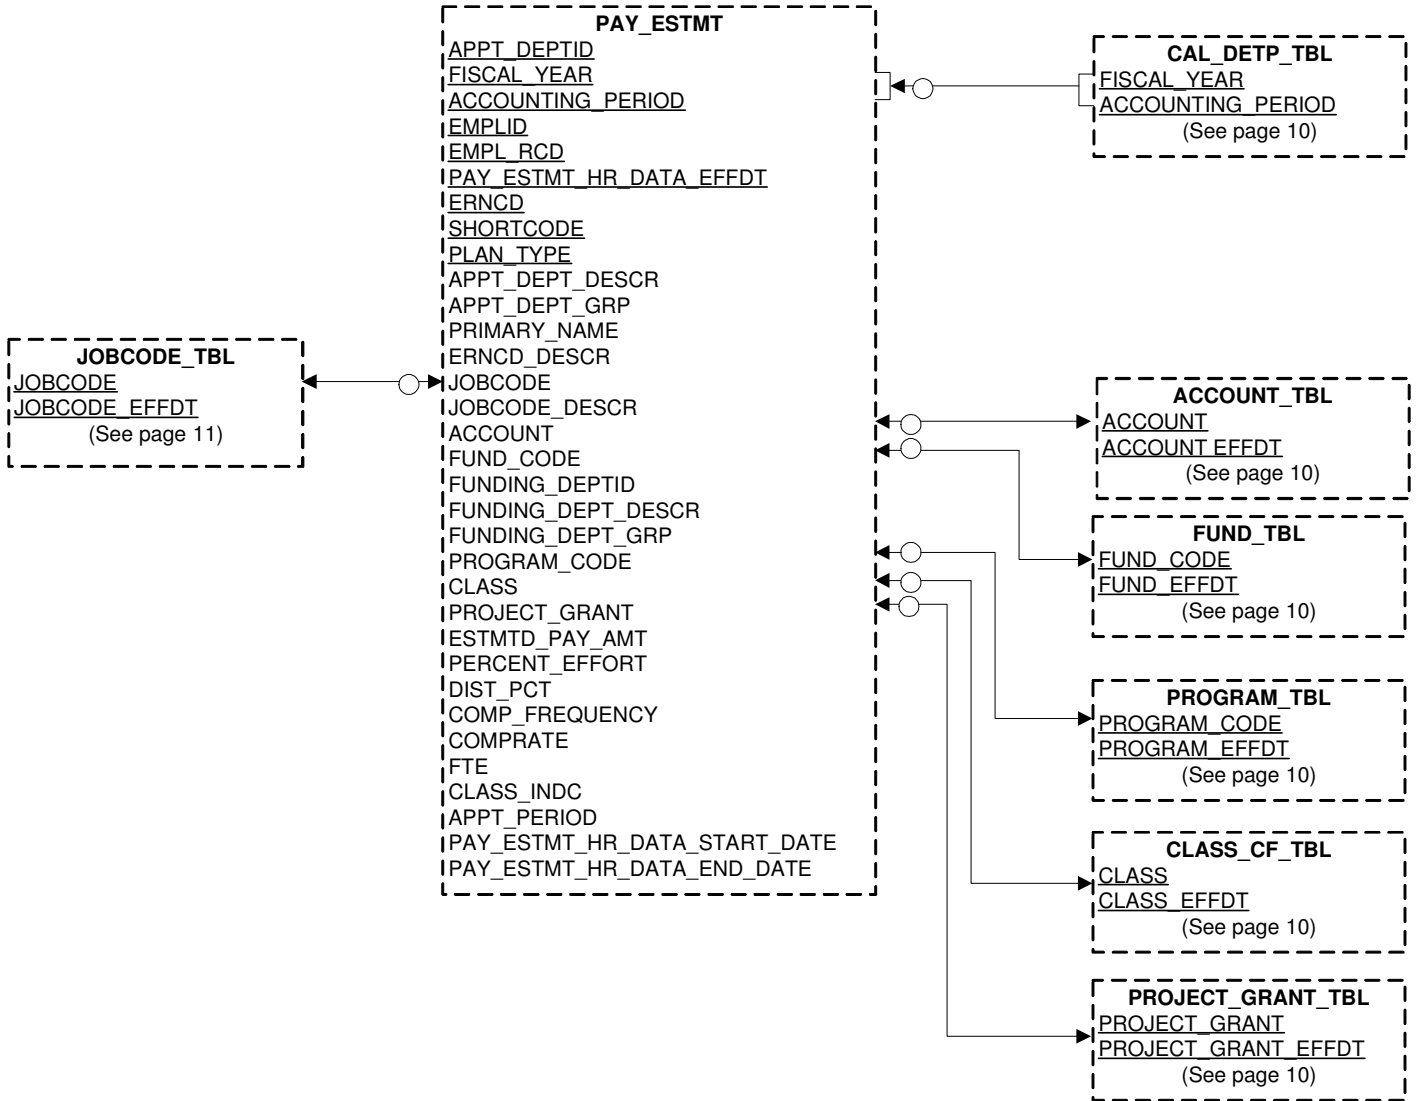 PAY_ESTMT
APPT_DEPTID
FISCAL_YEAR
ACCOUNTING_PERIOD
EMPLID
EMPL_RCD
PAY_ESTMT_HR_DATA_EFFDT
ERNCD
SHORTCODE
PLAN_TYPE
APPT_DEPT_DESCR
APPT_DEPT_GRP
PRIMARY_NAME
ERNCD_DESCR
JOBCODE
JOBCODE_DESCR
ACCOUNT
FUND_CODE
FUNDING_DEPTID
FUNDING_DEPT_DESCR
FUNDING_DEPT_GRP
PROGRAM_CODE
CLASS
PROJECT_GRANT
ESTMTD_PAY_AMT
PERCENT_EFFORT
DIST_PCT
COMP_FREQUENCY
COMPRATE
FTE
CLASS_INDC
APPT_PERIOD
PAY_ESTMT_HR_DATA_START_DATE
PAY_ESTMT_HR_DATA_END_DATE
JOBCODE_TBL
JOBCODE
JOBCODE_EFFDT
(See page 11)
CAL_DETP_TBL
FISCAL_YEAR
ACCOUNTING_PERIOD
(See page 10)
ACCOUNT_TBL
ACCOUNT
ACCOUNT EFFDT
(See page 10)
FUND_TBL
FUND_CODE
FUND_EFFDT
(See page 10)
PROGRAM_TBL
PROGRAM_CODE
PROGRAM_EFFDT
(See page 10)
CLASS_CF_TBL
CLASS
CLASS_EFFDT
(See page 10)
PROJECT_GRANT_TBL
PROJECT_GRANT
PROJECT_GRANT_EFFDT
(See page 10)